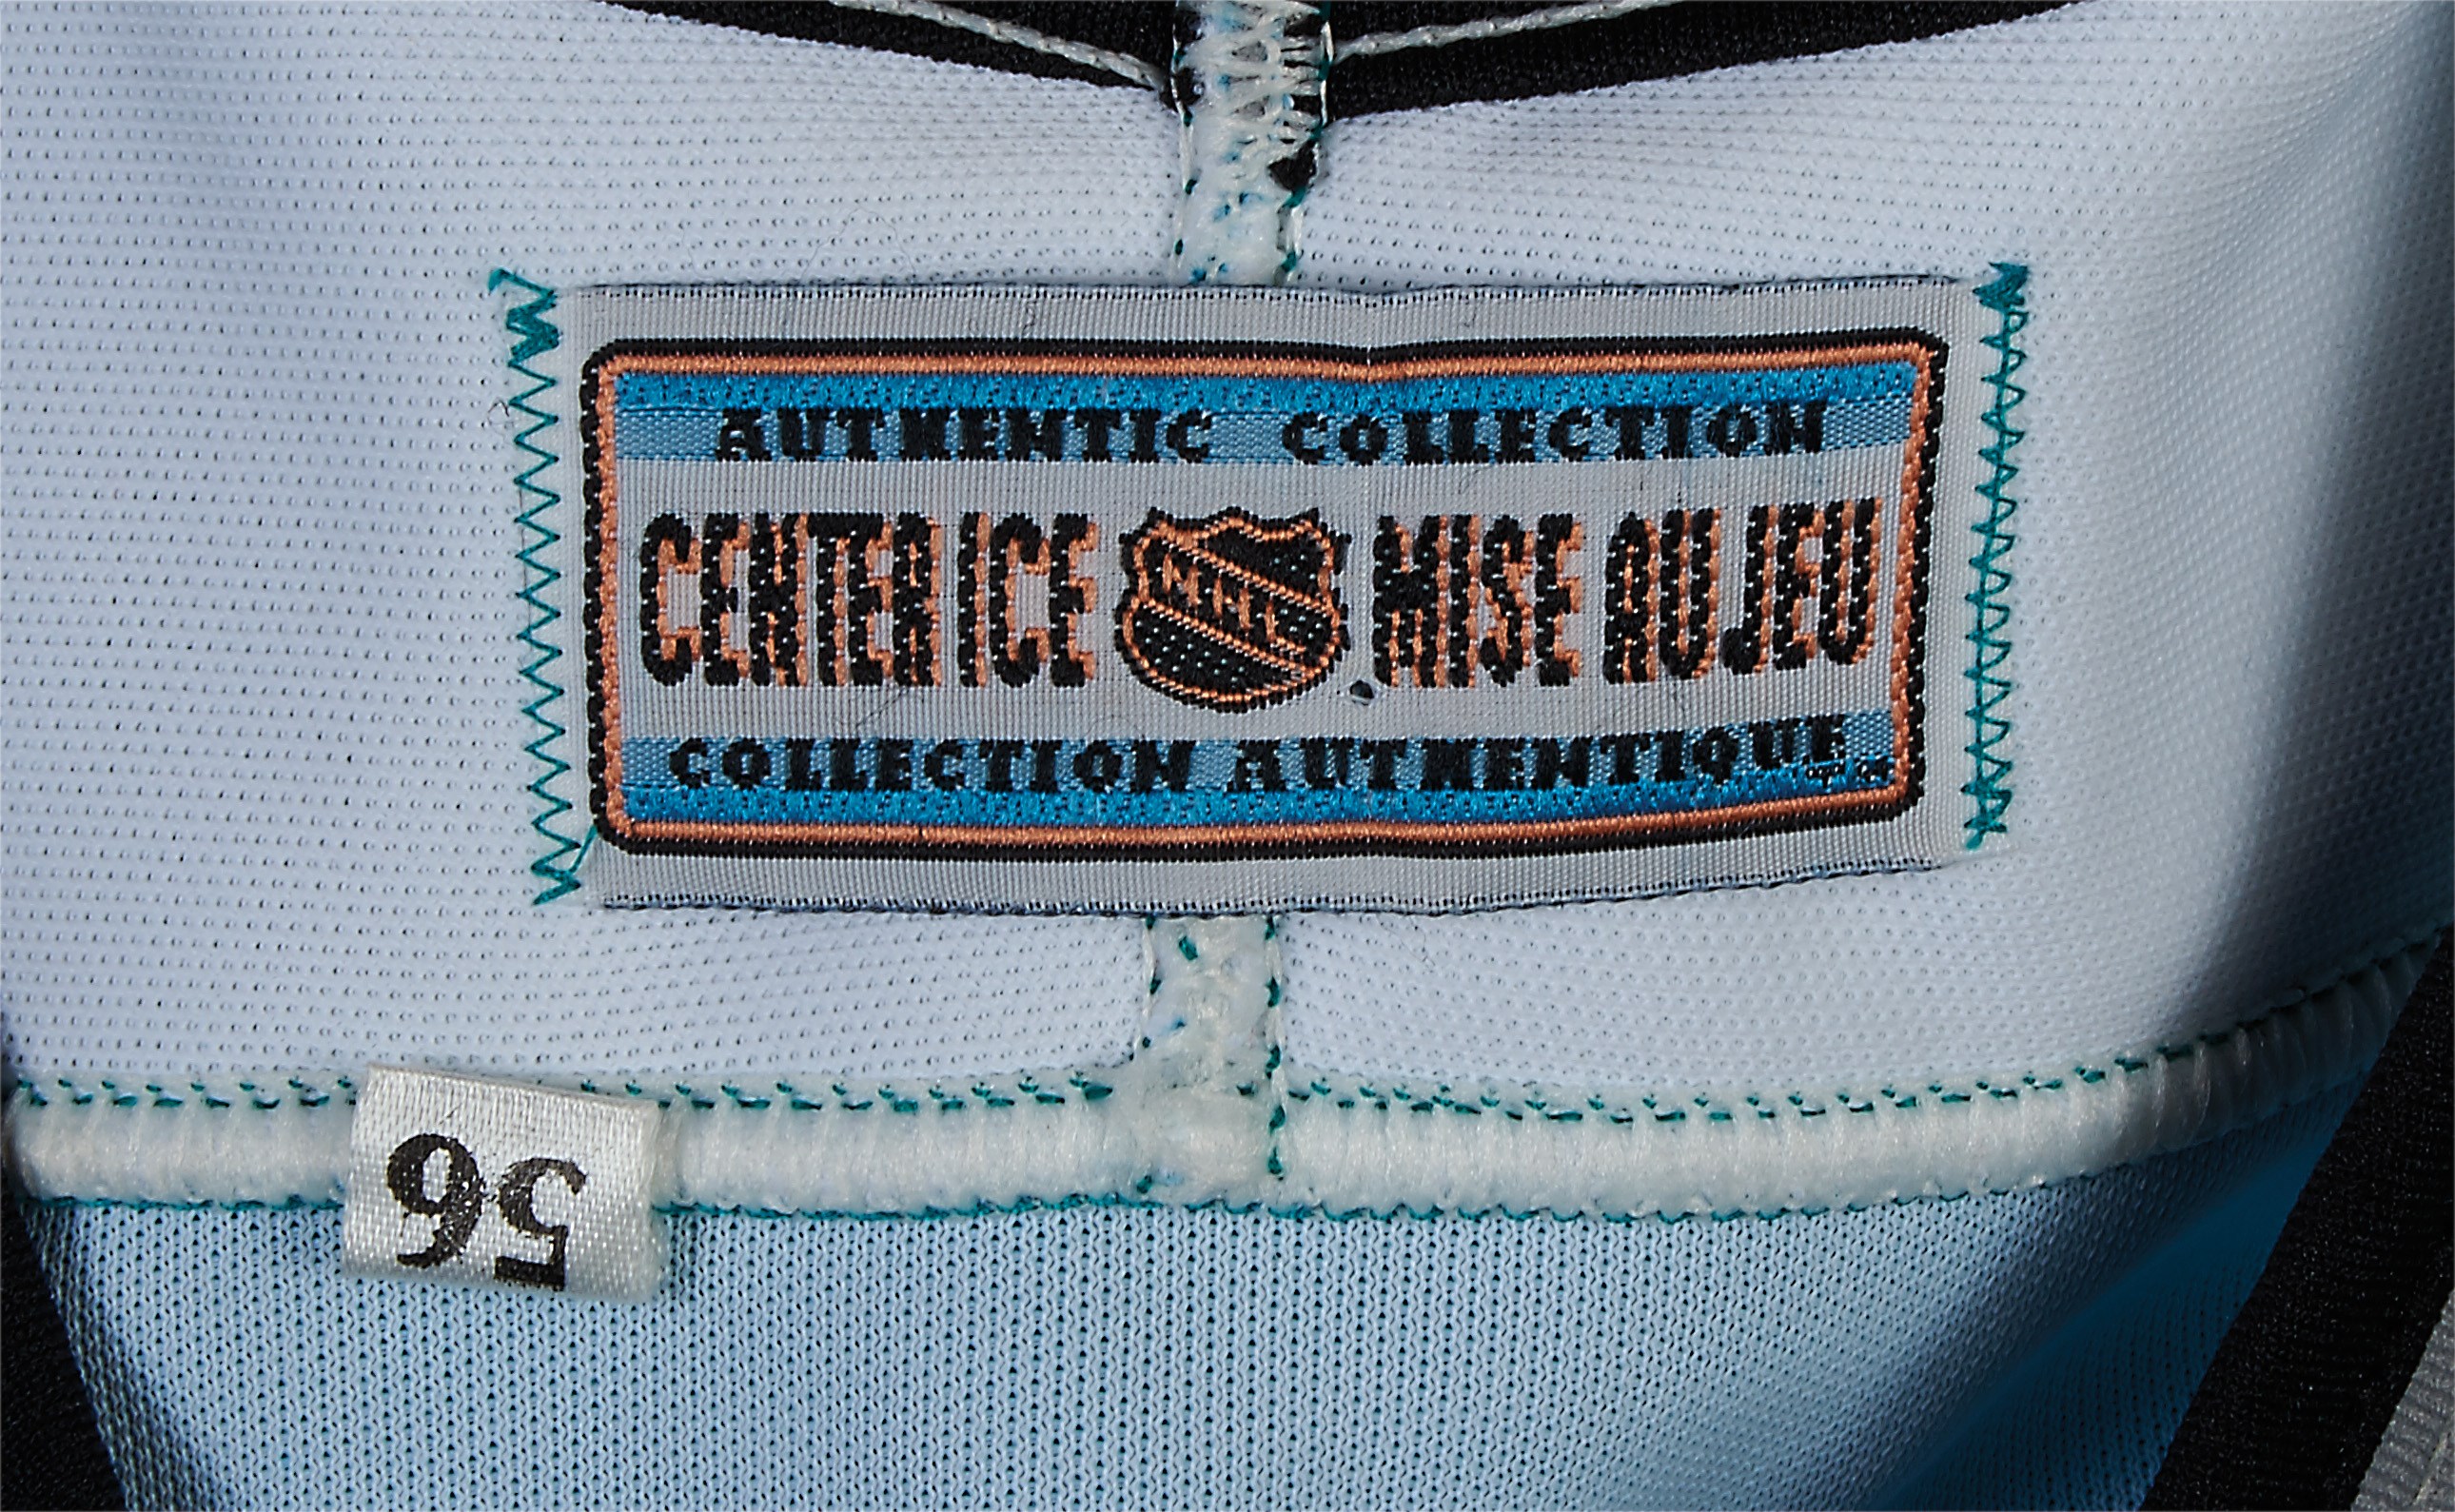 AUTHENTIC COLLECTION
CENTER ICE NHL MISE AU JEU
COLLECTION AUTHENTIQUE
56